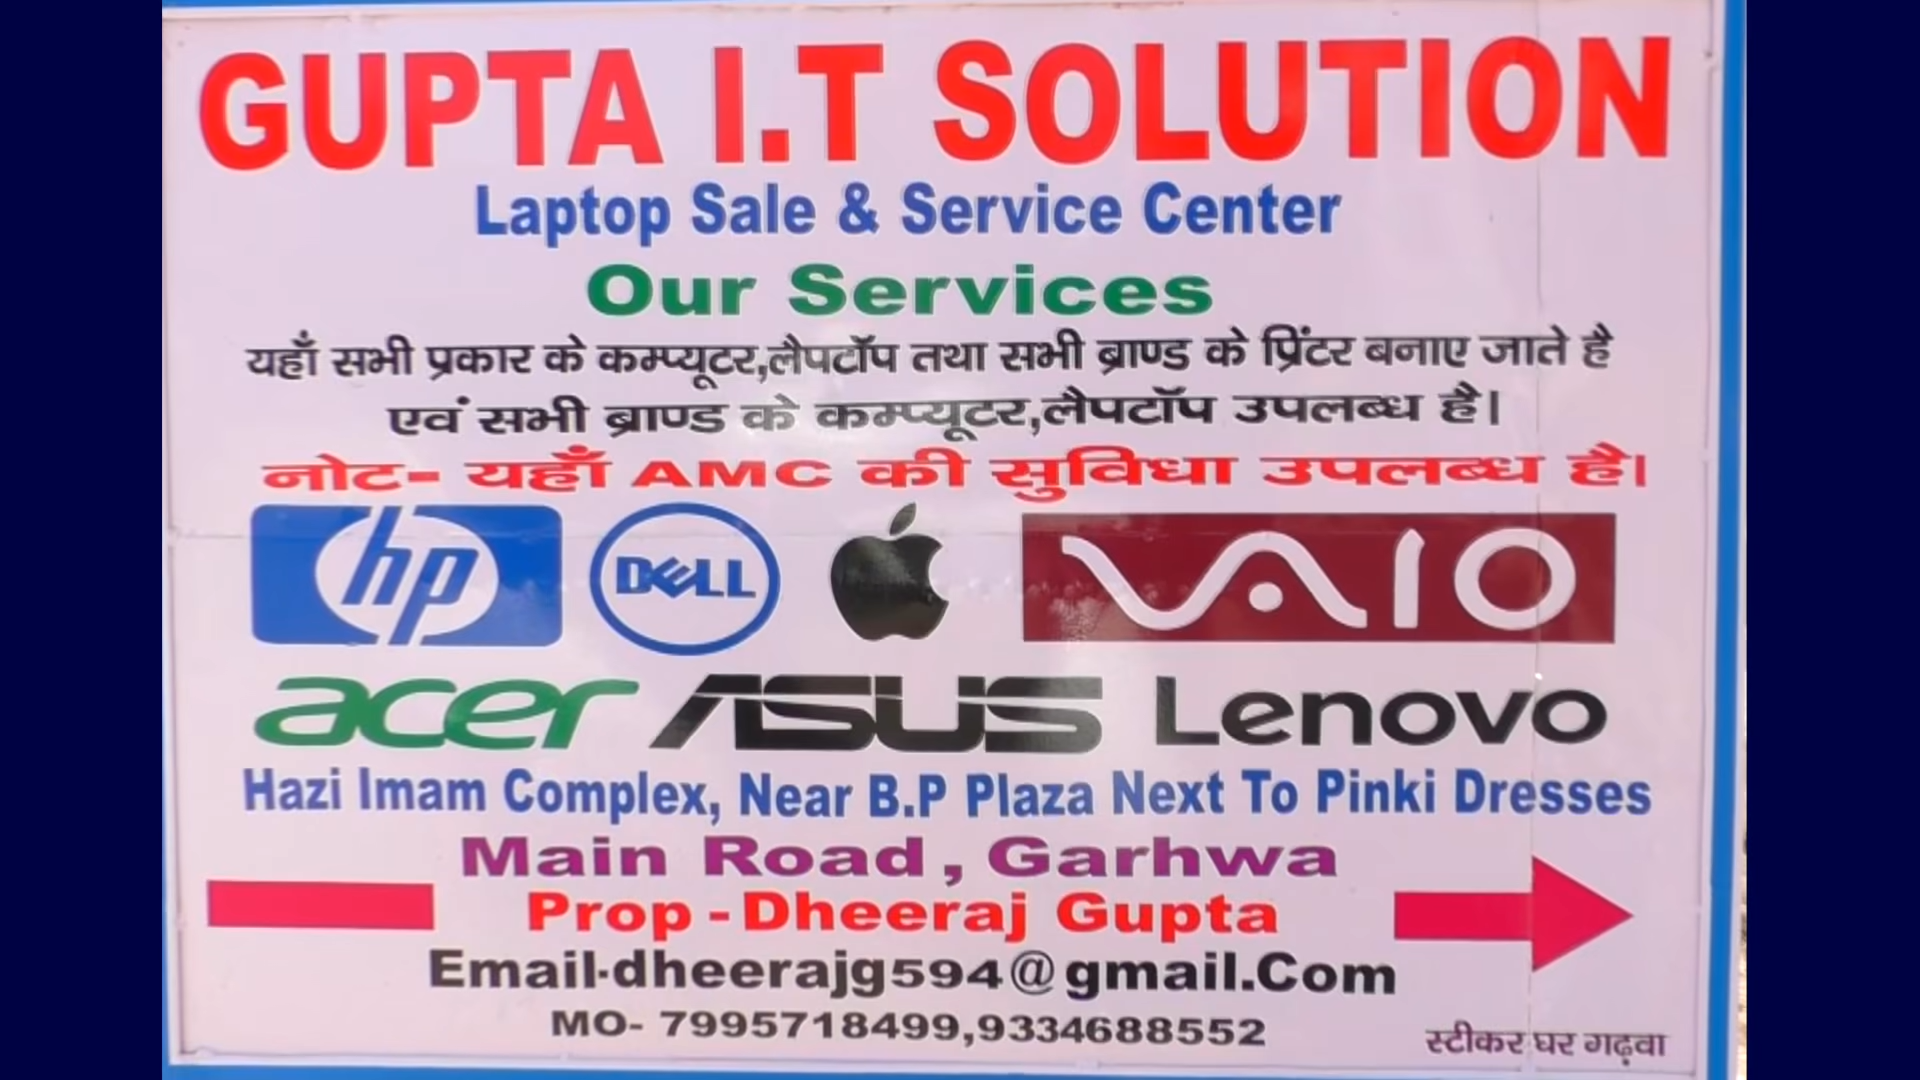 GUPTA I.T SOLUTION
Laptop Sale & Service Center
Our Services
यहाँ सभी प्रकार के कम्प्यूटर,लैपटॉप तथा सभी ब्राण्ड के प्रिंटर बनाए जाते है
एवं सभी ब्राण्ड के कम्प्यूटर,लैपटॉप उपलब्ध है।
नोट- यहाँ AMC की सुविधा उपलब्ध है।
hp DELL VAIO
acer ASUS Lenovo
Hazi Imam Complex, Near B.P Plaza Next To Pinki Dresses
Main Road, Garhwa
Prop - Dheeraj Gupta
Email-dheerajg594@gmail.Com
MO- 7995718499,9334688552
स्टीकर घर गढ़वा